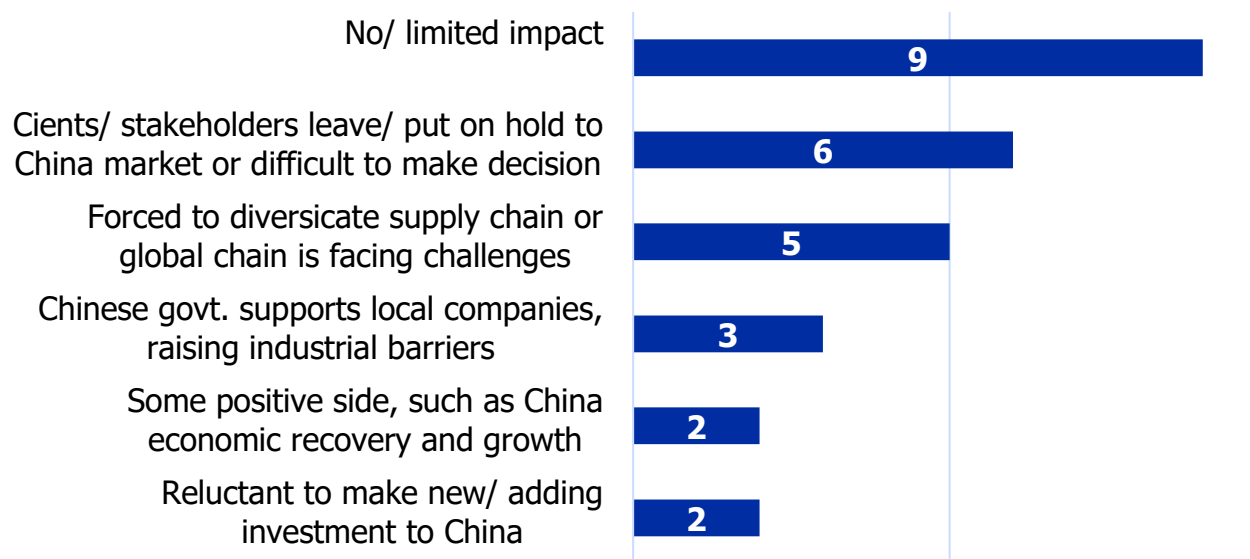 No/ limited impact
9
Cients/ stakeholders leave/ put on hold to
China market or difficult to make decision
6
Forced to diversicate supply chain or
global chain is facing challenges
5
Chinese govt. supports local companies,
raising industrial barriers
3
Some positive side, such as China
economic recovery and growth
2
Reluctant to make new/ adding
investment to China
2